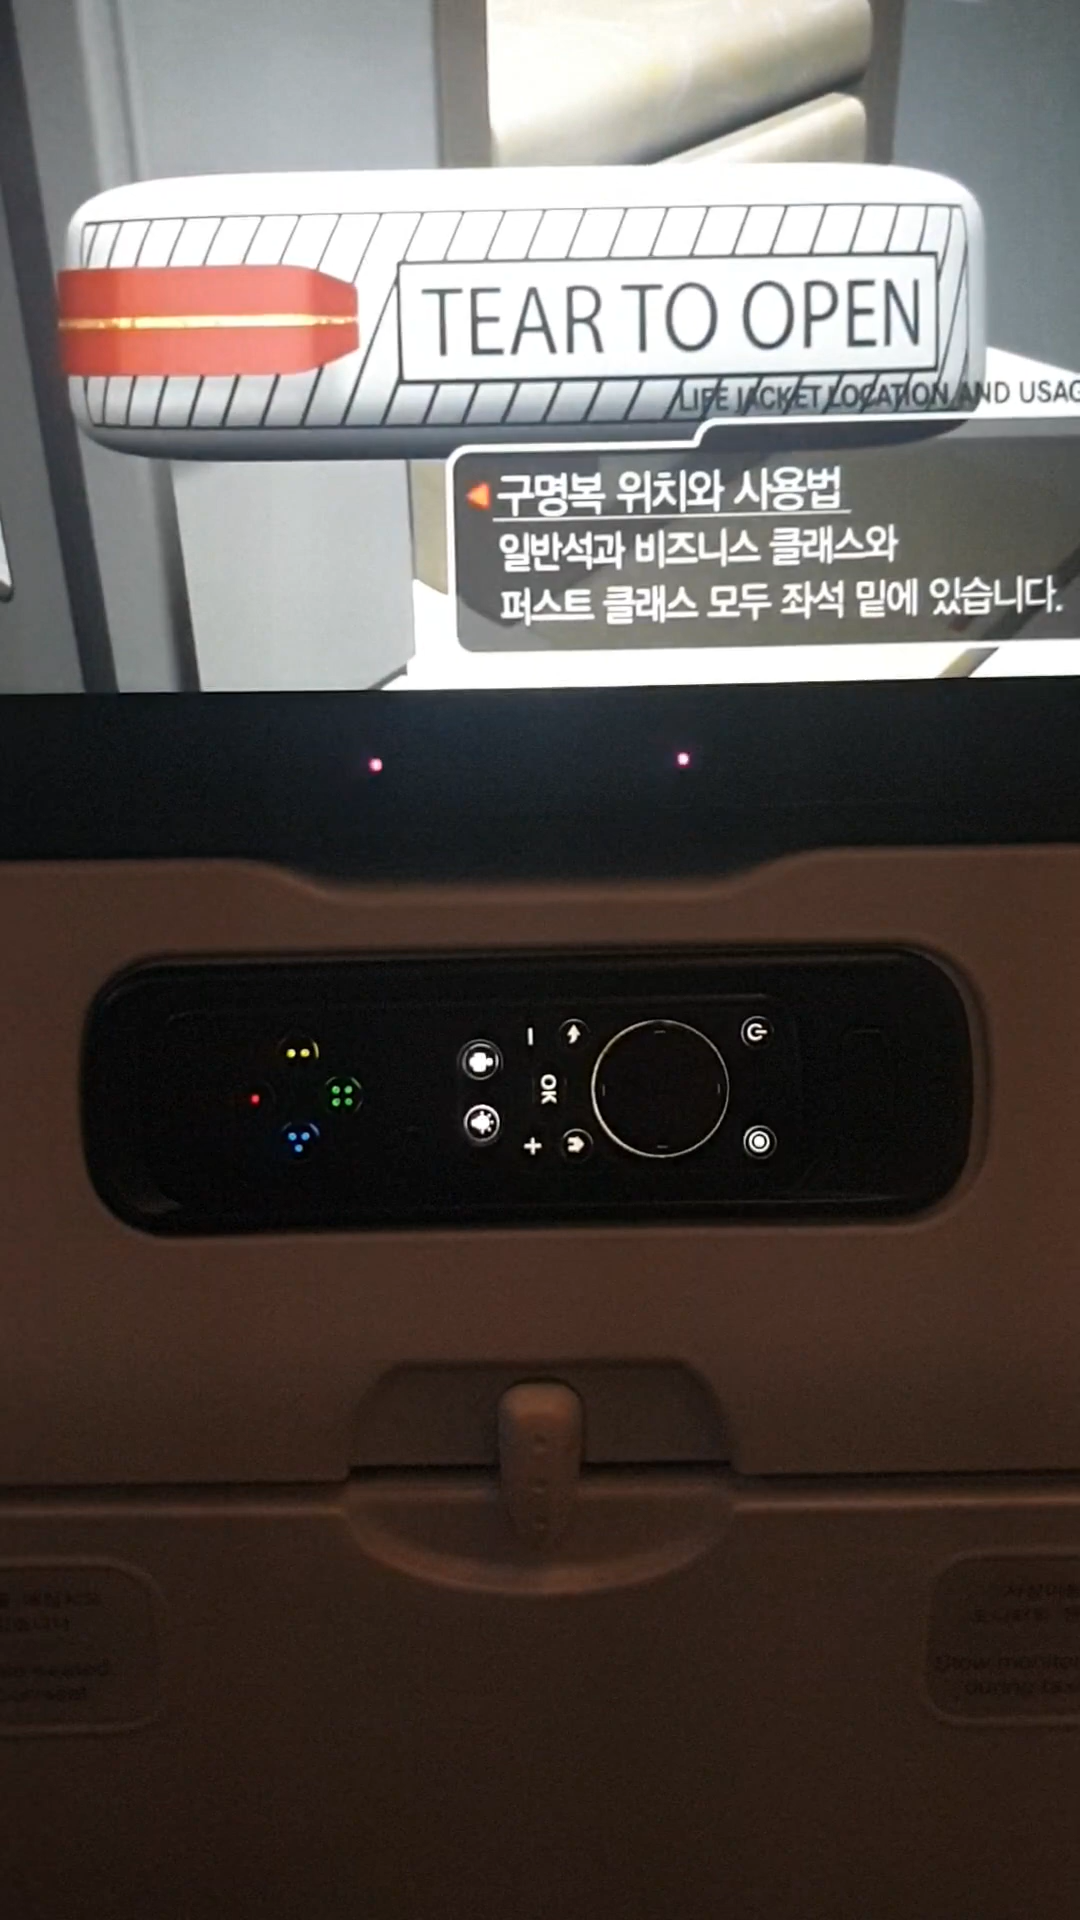 TEAR TO OPEN
LIFE JACKET LOCATION AND
구명복 위치와 사용법
일반석과 비즈니스 클래스와
퍼스트 클래스 모두 좌석 밑에 있습니다.
OK
monitor